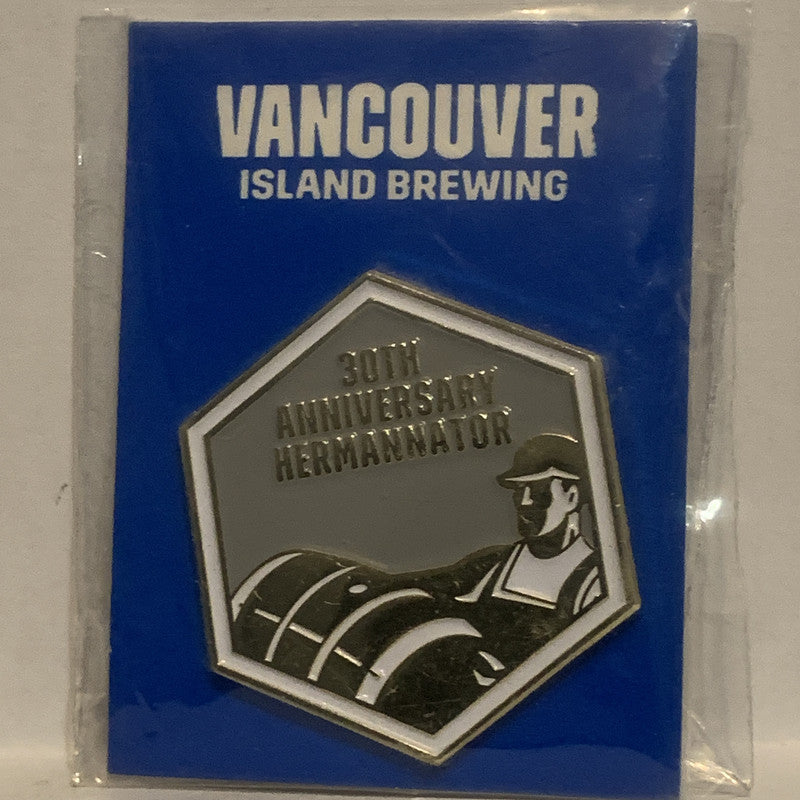 VANCOUVER
ISLAND BREWING
30TH
ANNIVERSARY
HERMANNATOR